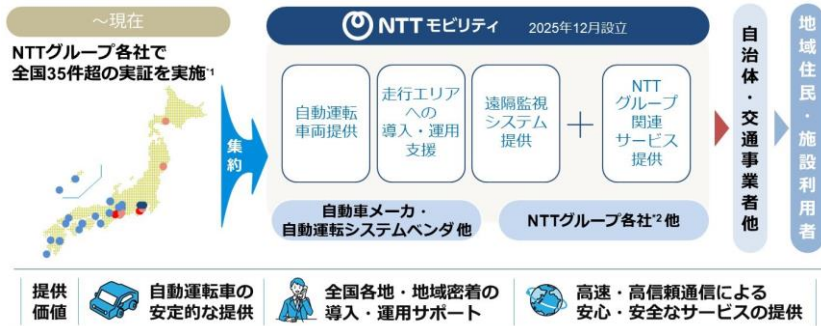 ～現在
NTTグループ各社で
全国35件超の実証を実施*1
集約
NTT モビリティ 2025年12月設立
自動運転
車両提供
走行エリア
への
導入・運用
支援
遠隔監視
システム
提供
＋
NTT
グループ
関連
サービス
提供
自動車メーカ・
自動運転システムベンダ他
NTTグループ各社*2他
自治体・交通事業者他
地域住民・施設利用者
提供
価値
自動運転車の
安定的な提供
全国各地・地域密着の
導入・運用サポート
高速・高信頼通信による
安心・安全なサービスの提供